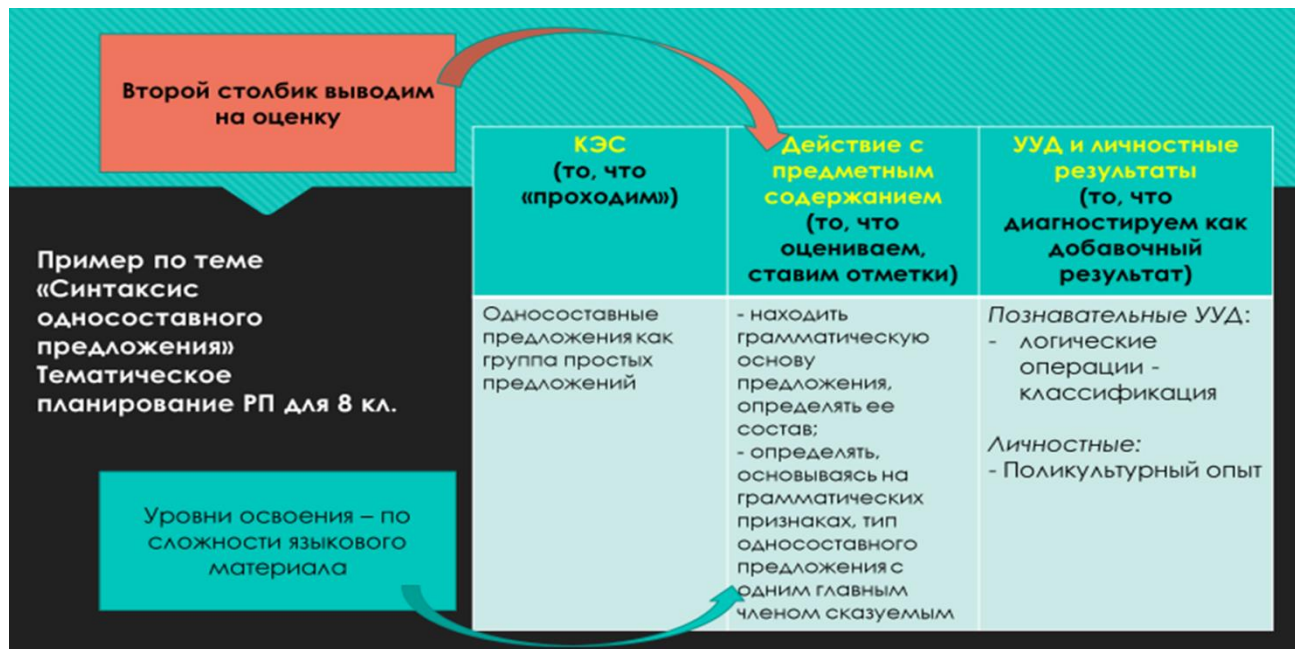 Второй столбик выводим
на оценку
Пример по теме
«Синтаксис
односоставного
предложения»
Тематическое
планирование РП для 8 кл.
Уровни освоения – по
сложности языкового
материала
КЭС
(то, что
«проходим»)
Действие с
предметным
содержанием
(то, что
оцениваем,
ставим отметки)
УУД и личностные
результаты
(то, что
диагностируем как
добавочный
результат)
Односоставные
предложения как
группа простых
предложений
- находить
грамматическую
основу
предложения,
определять ее
состав;
- определять,
основываясь на
грамматических
признаках, тип
односоставного
предложения с
одним главным
членом сказуемым
Познавательные УУД:
- логические
операции -
классификация
Личностные:
- Поликультурный опыт